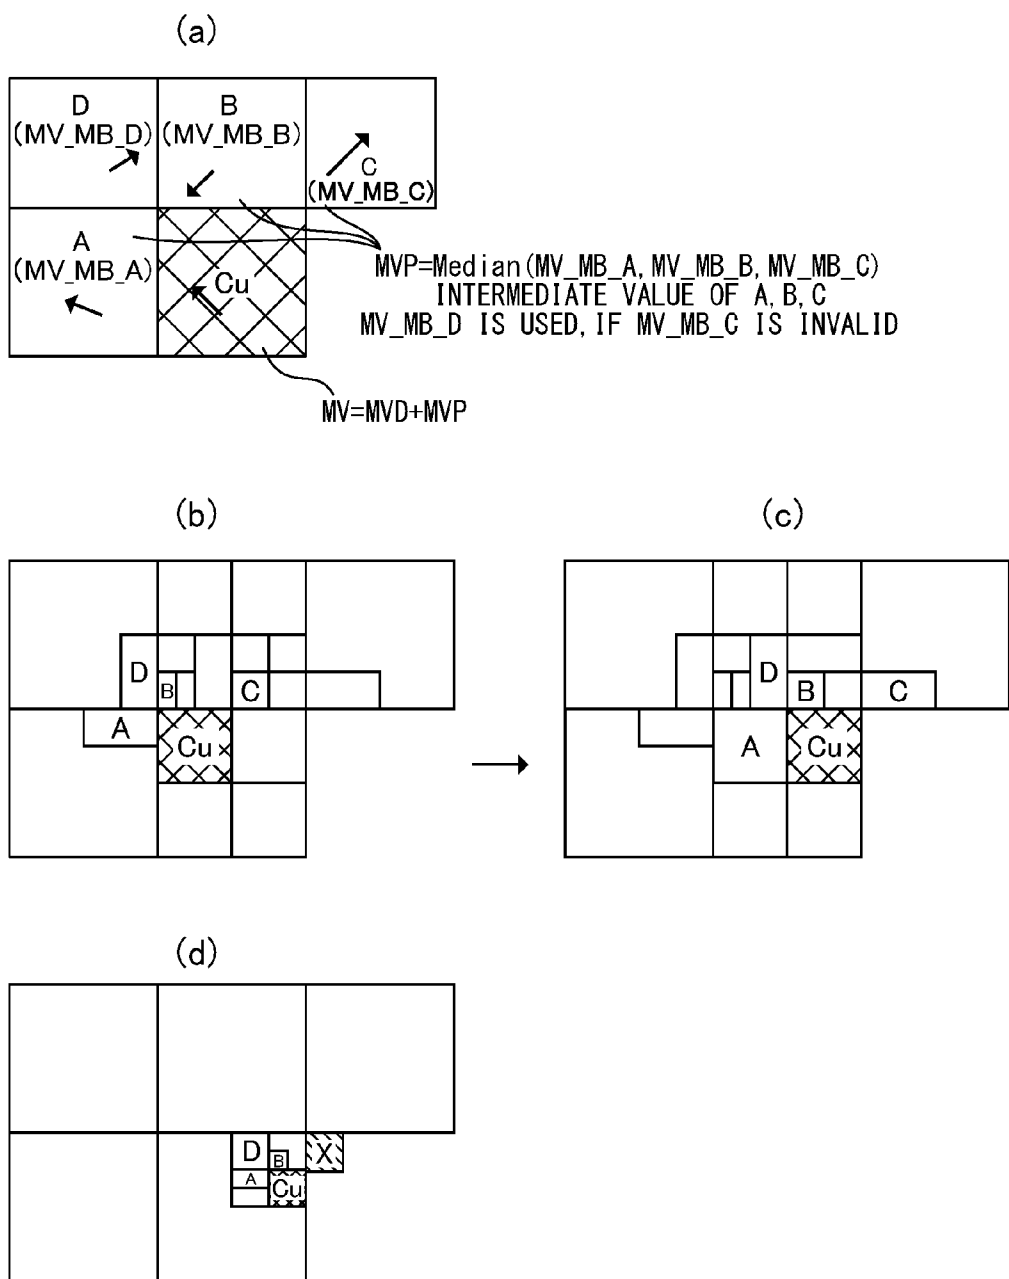 (a)
D
(MV_MB_D)
B
(MV_MB_B)
C
(MV_MB_C)
A
(MV_MB_A)
Cu
MVP=Median(MV_MB_A,MV_MB_B,MV_MB_C)
INTERMEDIATE VALUE OF A,B,C
MV_MB_D IS USED,IF MV_MB_C IS INVALID
MV=MVD+MVP
(b)
D
B
C
A
Cu
(c)
D
B
C
A
Cu
(d)
D
B
X
A
Cu